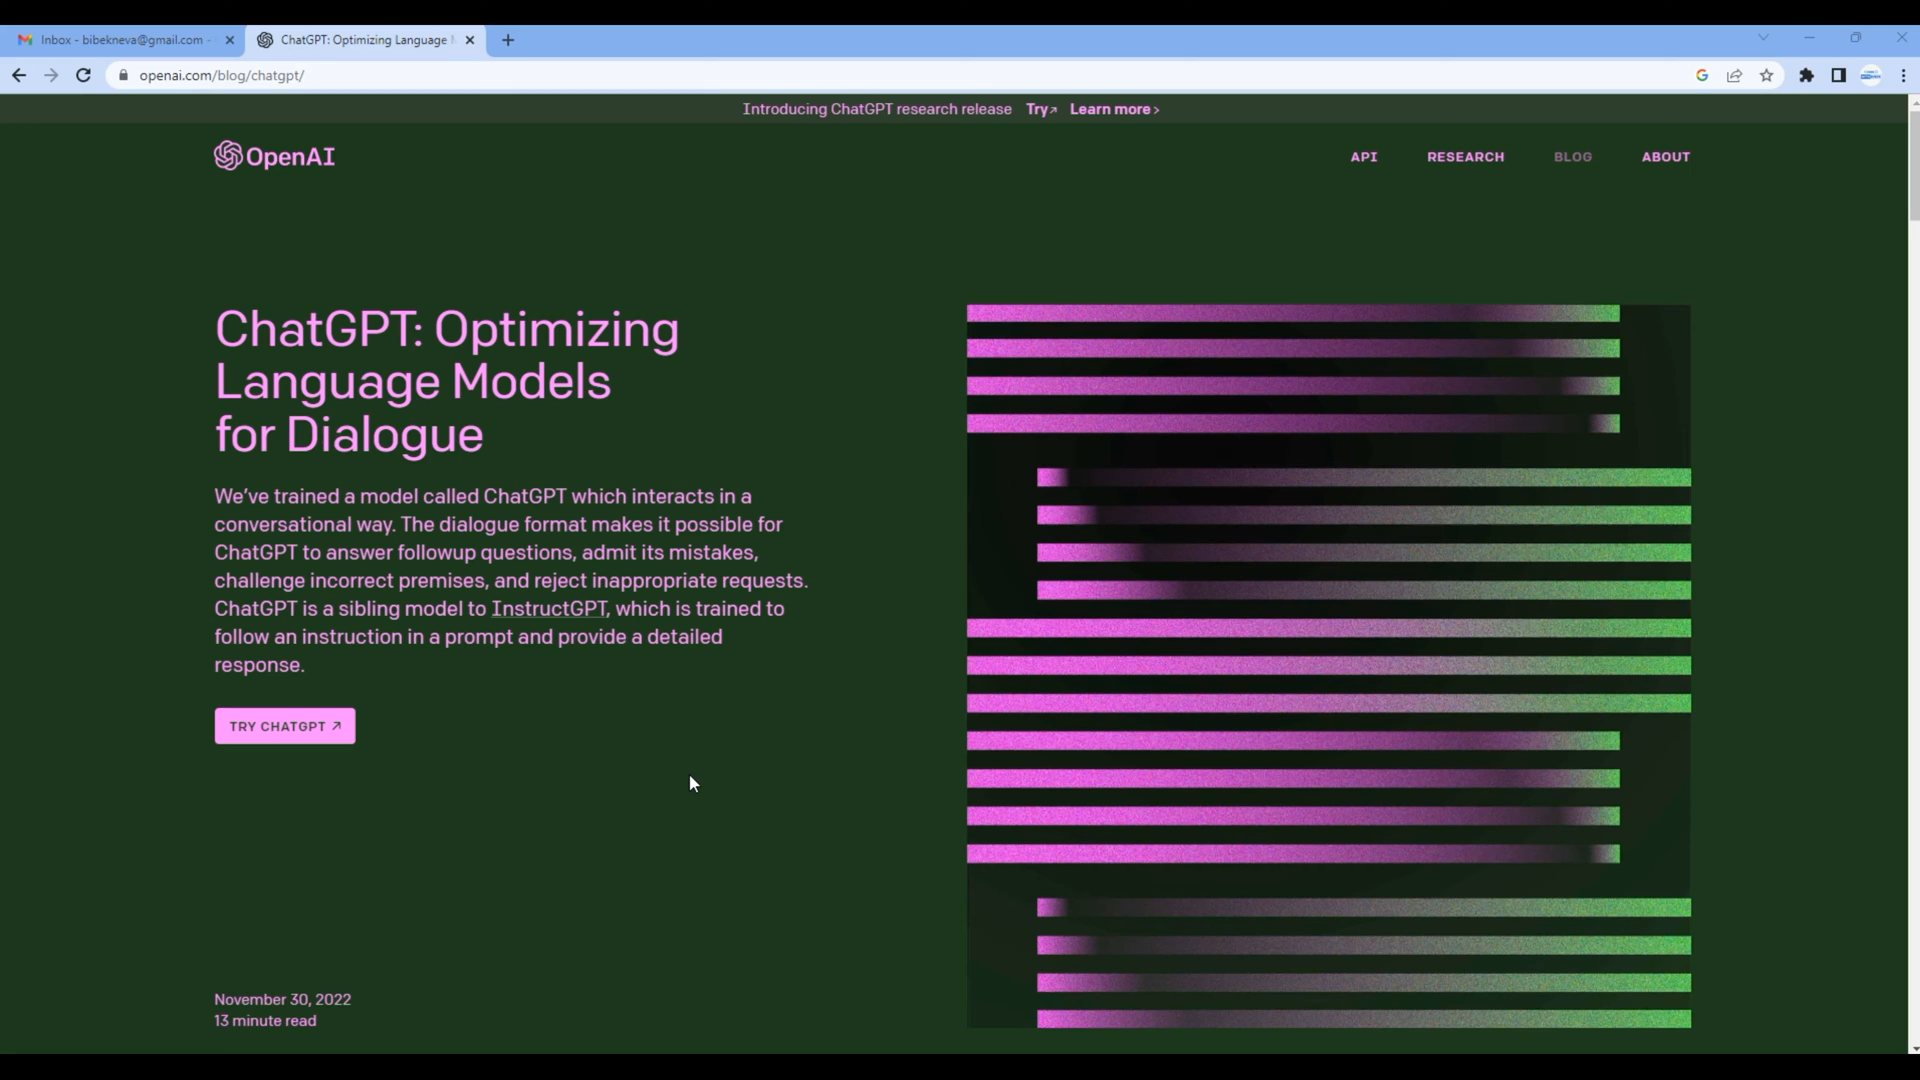 Inbox - bibekneva@gmail.com -
ChatGPT: Optimizing Language
openai.com/blog/chatgpt/
Introducing ChatGPT research release Try↗ Learn more ›
OpenAI
API RESEARCH BLOG ABOUT
ChatGPT: Optimizing
Language Models
for Dialogue
We’ve trained a model called ChatGPT which interacts in a
conversational way. The dialogue format makes it possible for
ChatGPT to answer followup questions, admit its mistakes,
challenge incorrect premises, and reject inappropriate requests.
ChatGPT is a sibling model to InstructGPT, which is trained to
follow an instruction in a prompt and provide a detailed
response.
TRY CHATGPT ↗
November 30, 2022
13 minute read